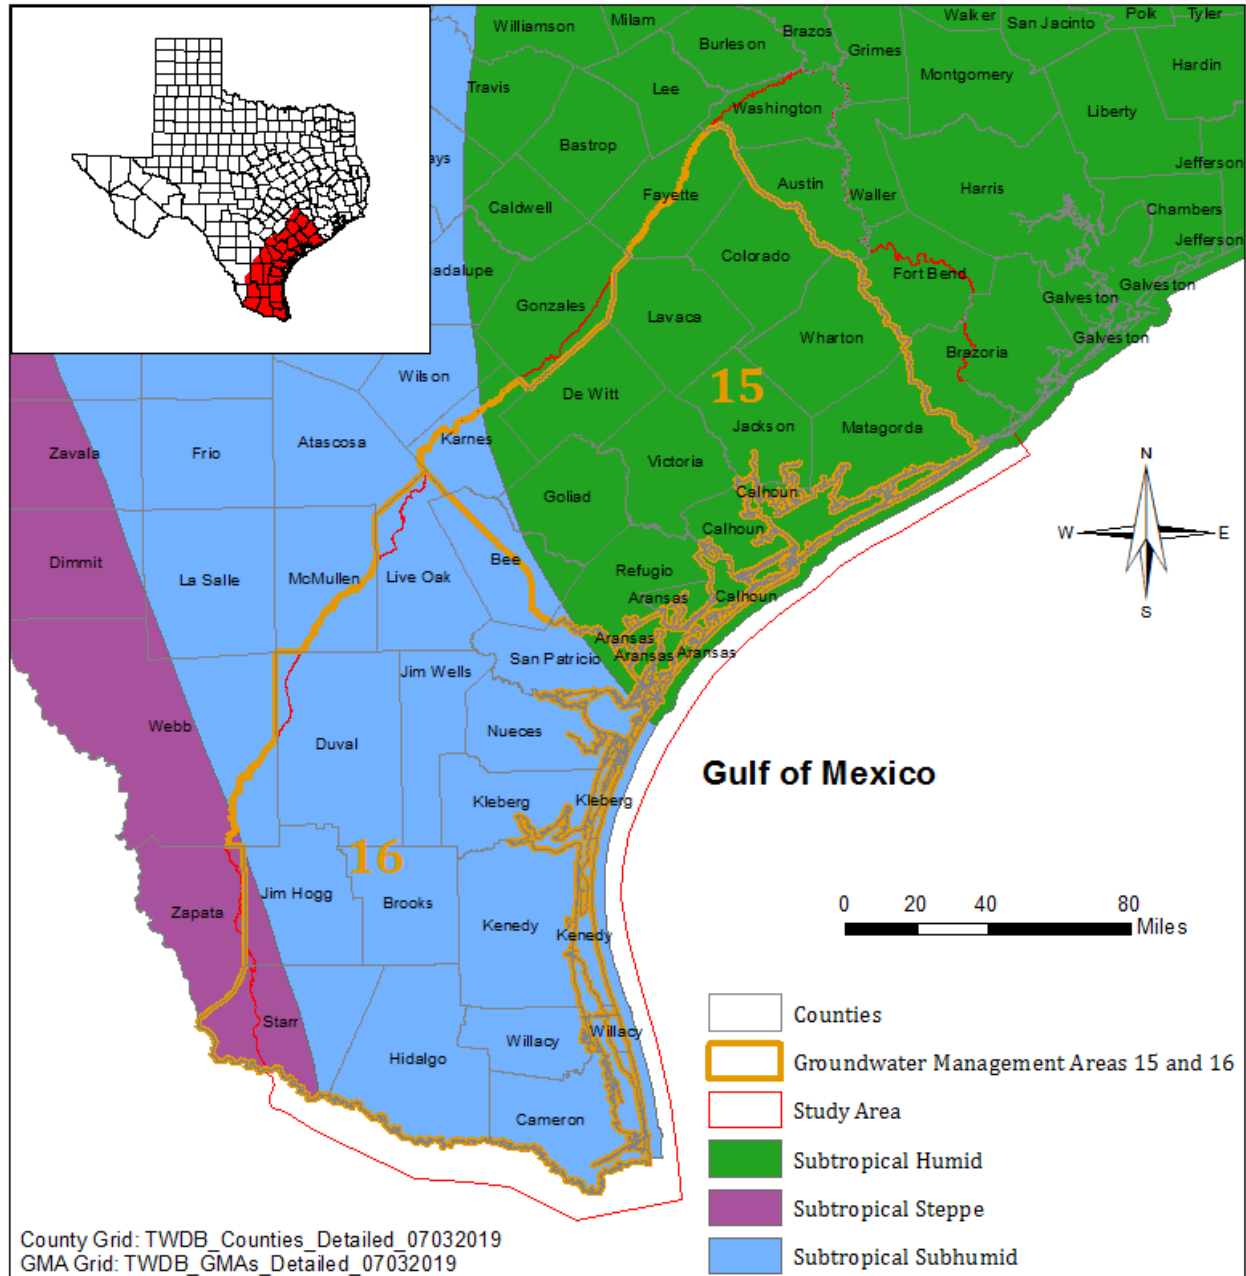 Williamson
Milam
Burleson
Brazos
Grimes
Walker
San Jacinto
Polk
Tyler
Travis
Lee
Washington
Montgomery
Hardin
Liberty
Bastrop
ays
Fayette
Austin
Waller
Harris
Jefferson
Chambers
Jefferson
Caldwell
adalupe
Gonzales
Colorado
Fort Bend
Galveston
Galveston
Galveston
Lavaca
Wharton
Brazoria
Wilson
De Witt
15
Jackson
Matagorda
Karnes
Atascosa
Frio
Zavala
Victoria
Goliad
Calhoun
Calhoun
Calhoun
Dimmit
La Salle
McMullen
Live Oak
Bee
Refugio
Aransas
Aransas
Aransas
Aransas
San Patricio
Jim Wells
Webb
Duval
Nueces
Kleberg
Kleberg
16
Zapata
Jim Hogg
Brooks
Kenedy
Kenedy
Starr
Hidalgo
Willacy
Willacy
Cameron
Gulf of Mexico
N
W
E
S
0 20 40 80
Miles
Counties
Groundwater Management Areas 15 and 16
Study Area
Subtropical Humid
Subtropical Steppe
Subtropical Subhumid
County Grid: TWDB_Counties_Detailed_07032019
GMA Grid: TWDB_GMAs_Detailed_07032019